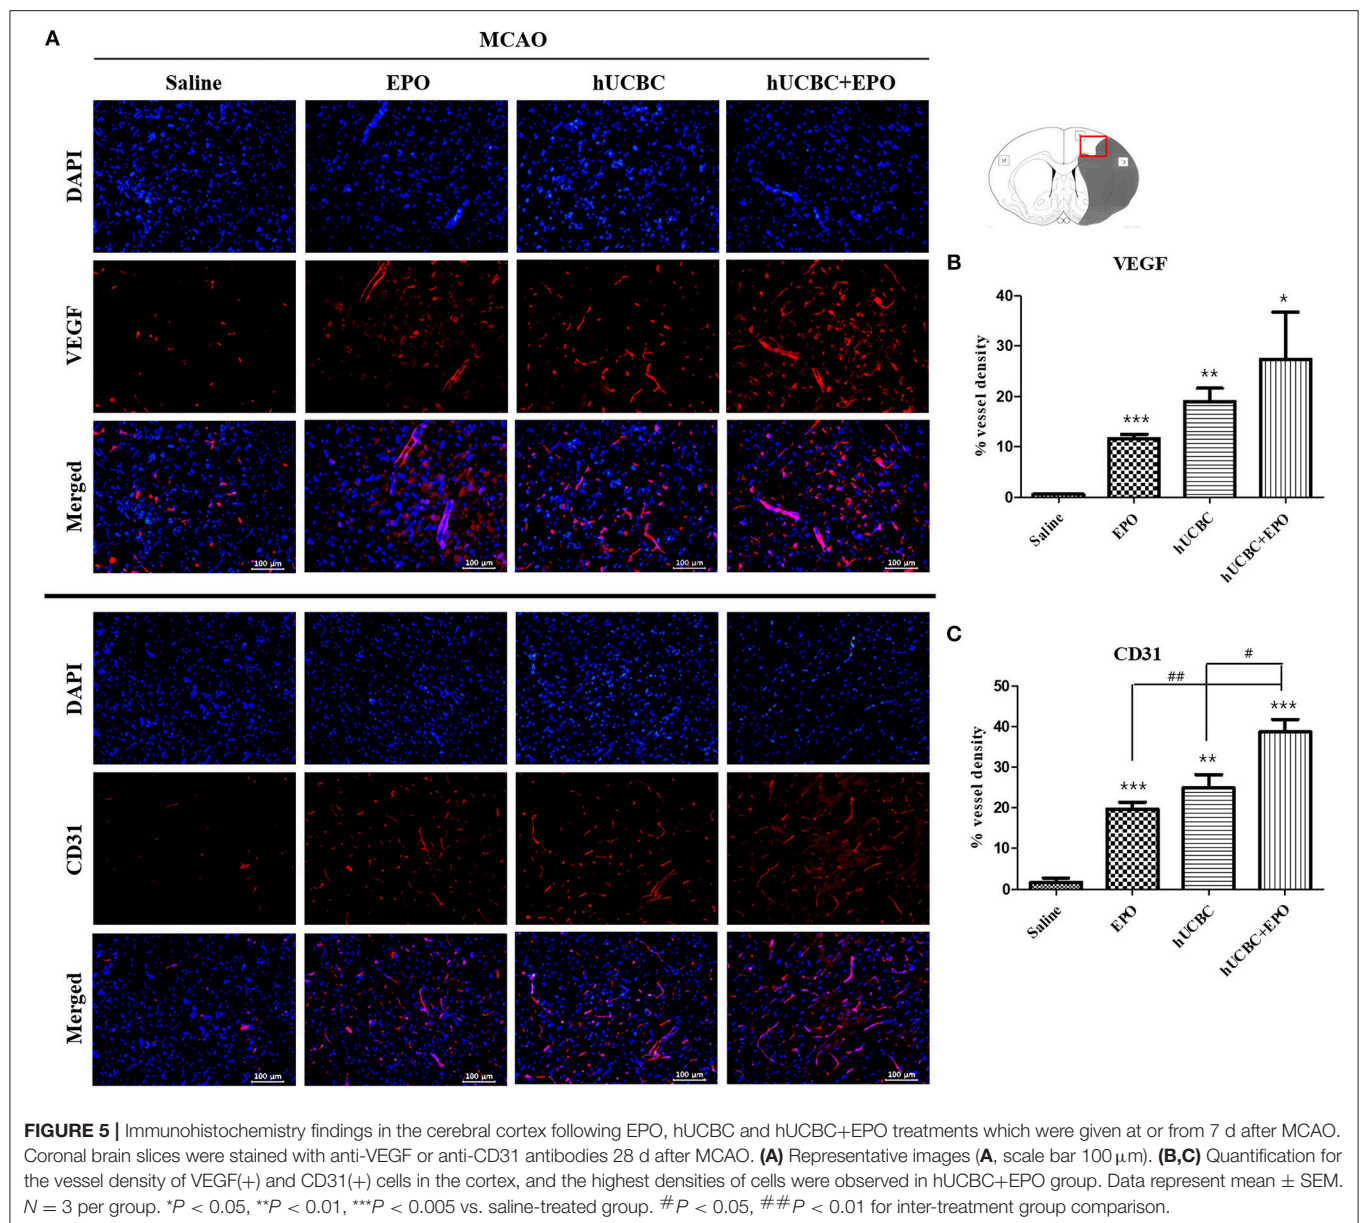 A
MCAO
Saline EPO hUCBC hUCBC+EPO
DAPI
VEGF
Merged
100 µm 100 µm 100 µm 100 µm
DAPI
CD31
Merged
100 µm 100 µm 100 µm 100 µm
B
VEGF
% vessel density
40
30
20
10
0
***
**
*
Saline EPO hUCBC hUCBC+EPO
C
CD31
% vessel density
50
40
30
20
10
0
##
#
***
**
***
Saline EPO hUCBC hUCBC+EPO
FIGURE 5 | Immunohistochemistry findings in the cerebral cortex following EPO, hUCBC and hUCBC+EPO treatments which were given at or from 7 d after MCAO.
Coronal brain slices were stained with anti-VEGF or anti-CD31 antibodies 28 d after MCAO. (A) Representative images (A, scale bar 100 µm). (B,C) Quantification for
the vessel density of VEGF(+) and CD31(+) cells in the cortex, and the highest densities of cells were observed in hUCBC+EPO group. Data represent mean ± SEM.
N = 3 per group. *P < 0.05, **P < 0.01, ***P < 0.005 vs. saline-treated group. #P < 0.05, ##P < 0.01 for inter-treatment group comparison.